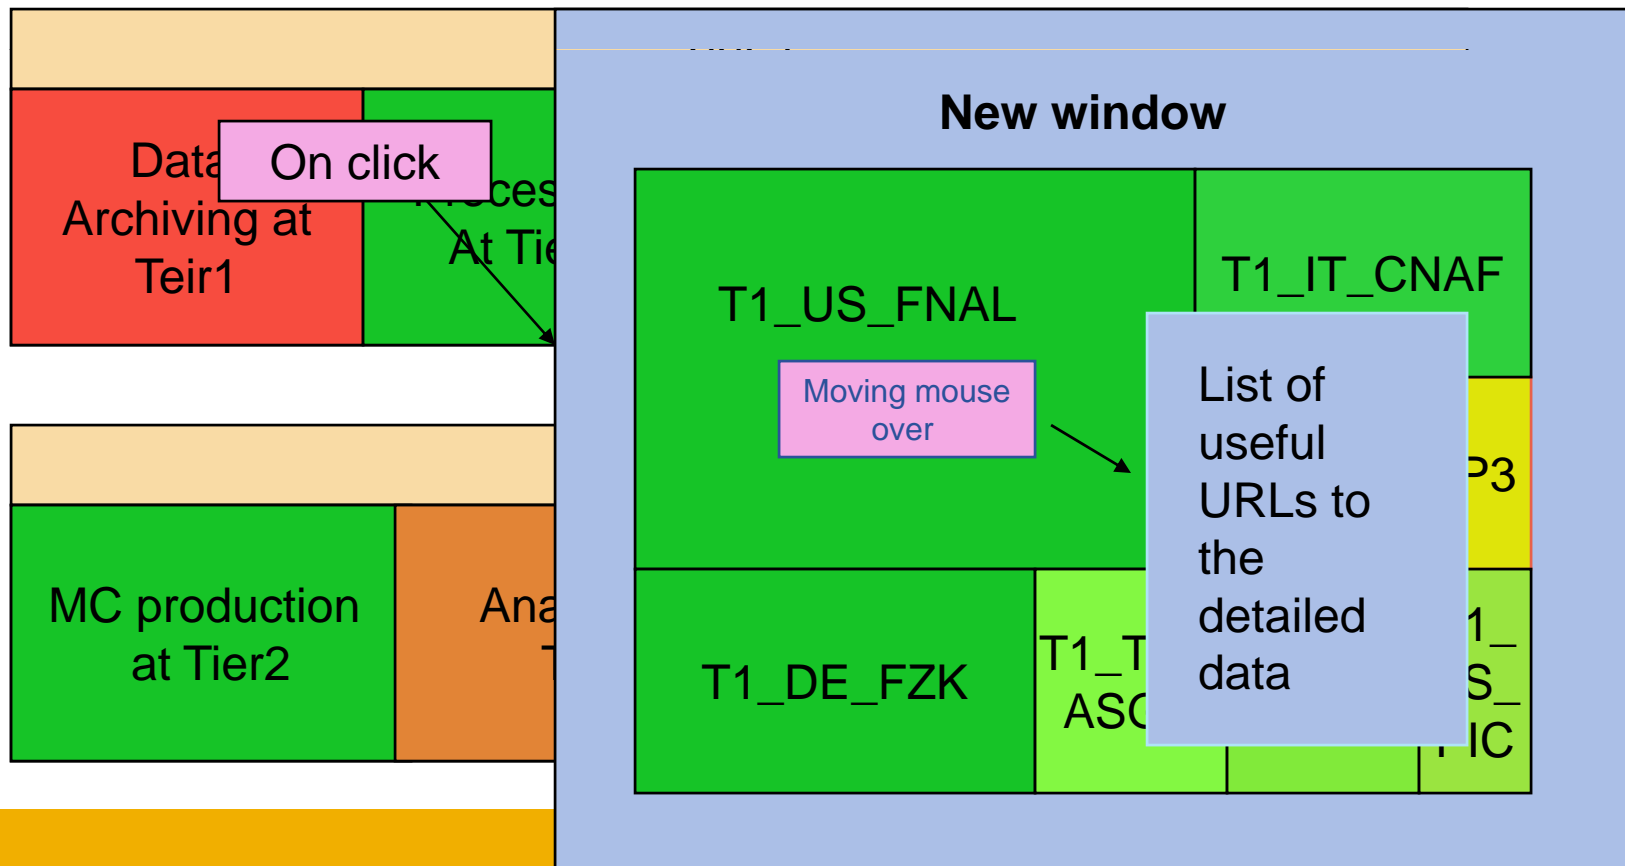 New window
Data
Archiving at
Teir1
On click
T1_US_FNAL
T1_IT_CNAF
Moving mouse
over
List of
useful
URLs to
the
detailed
data
MC production
at Tier2
T1_DE_FZK